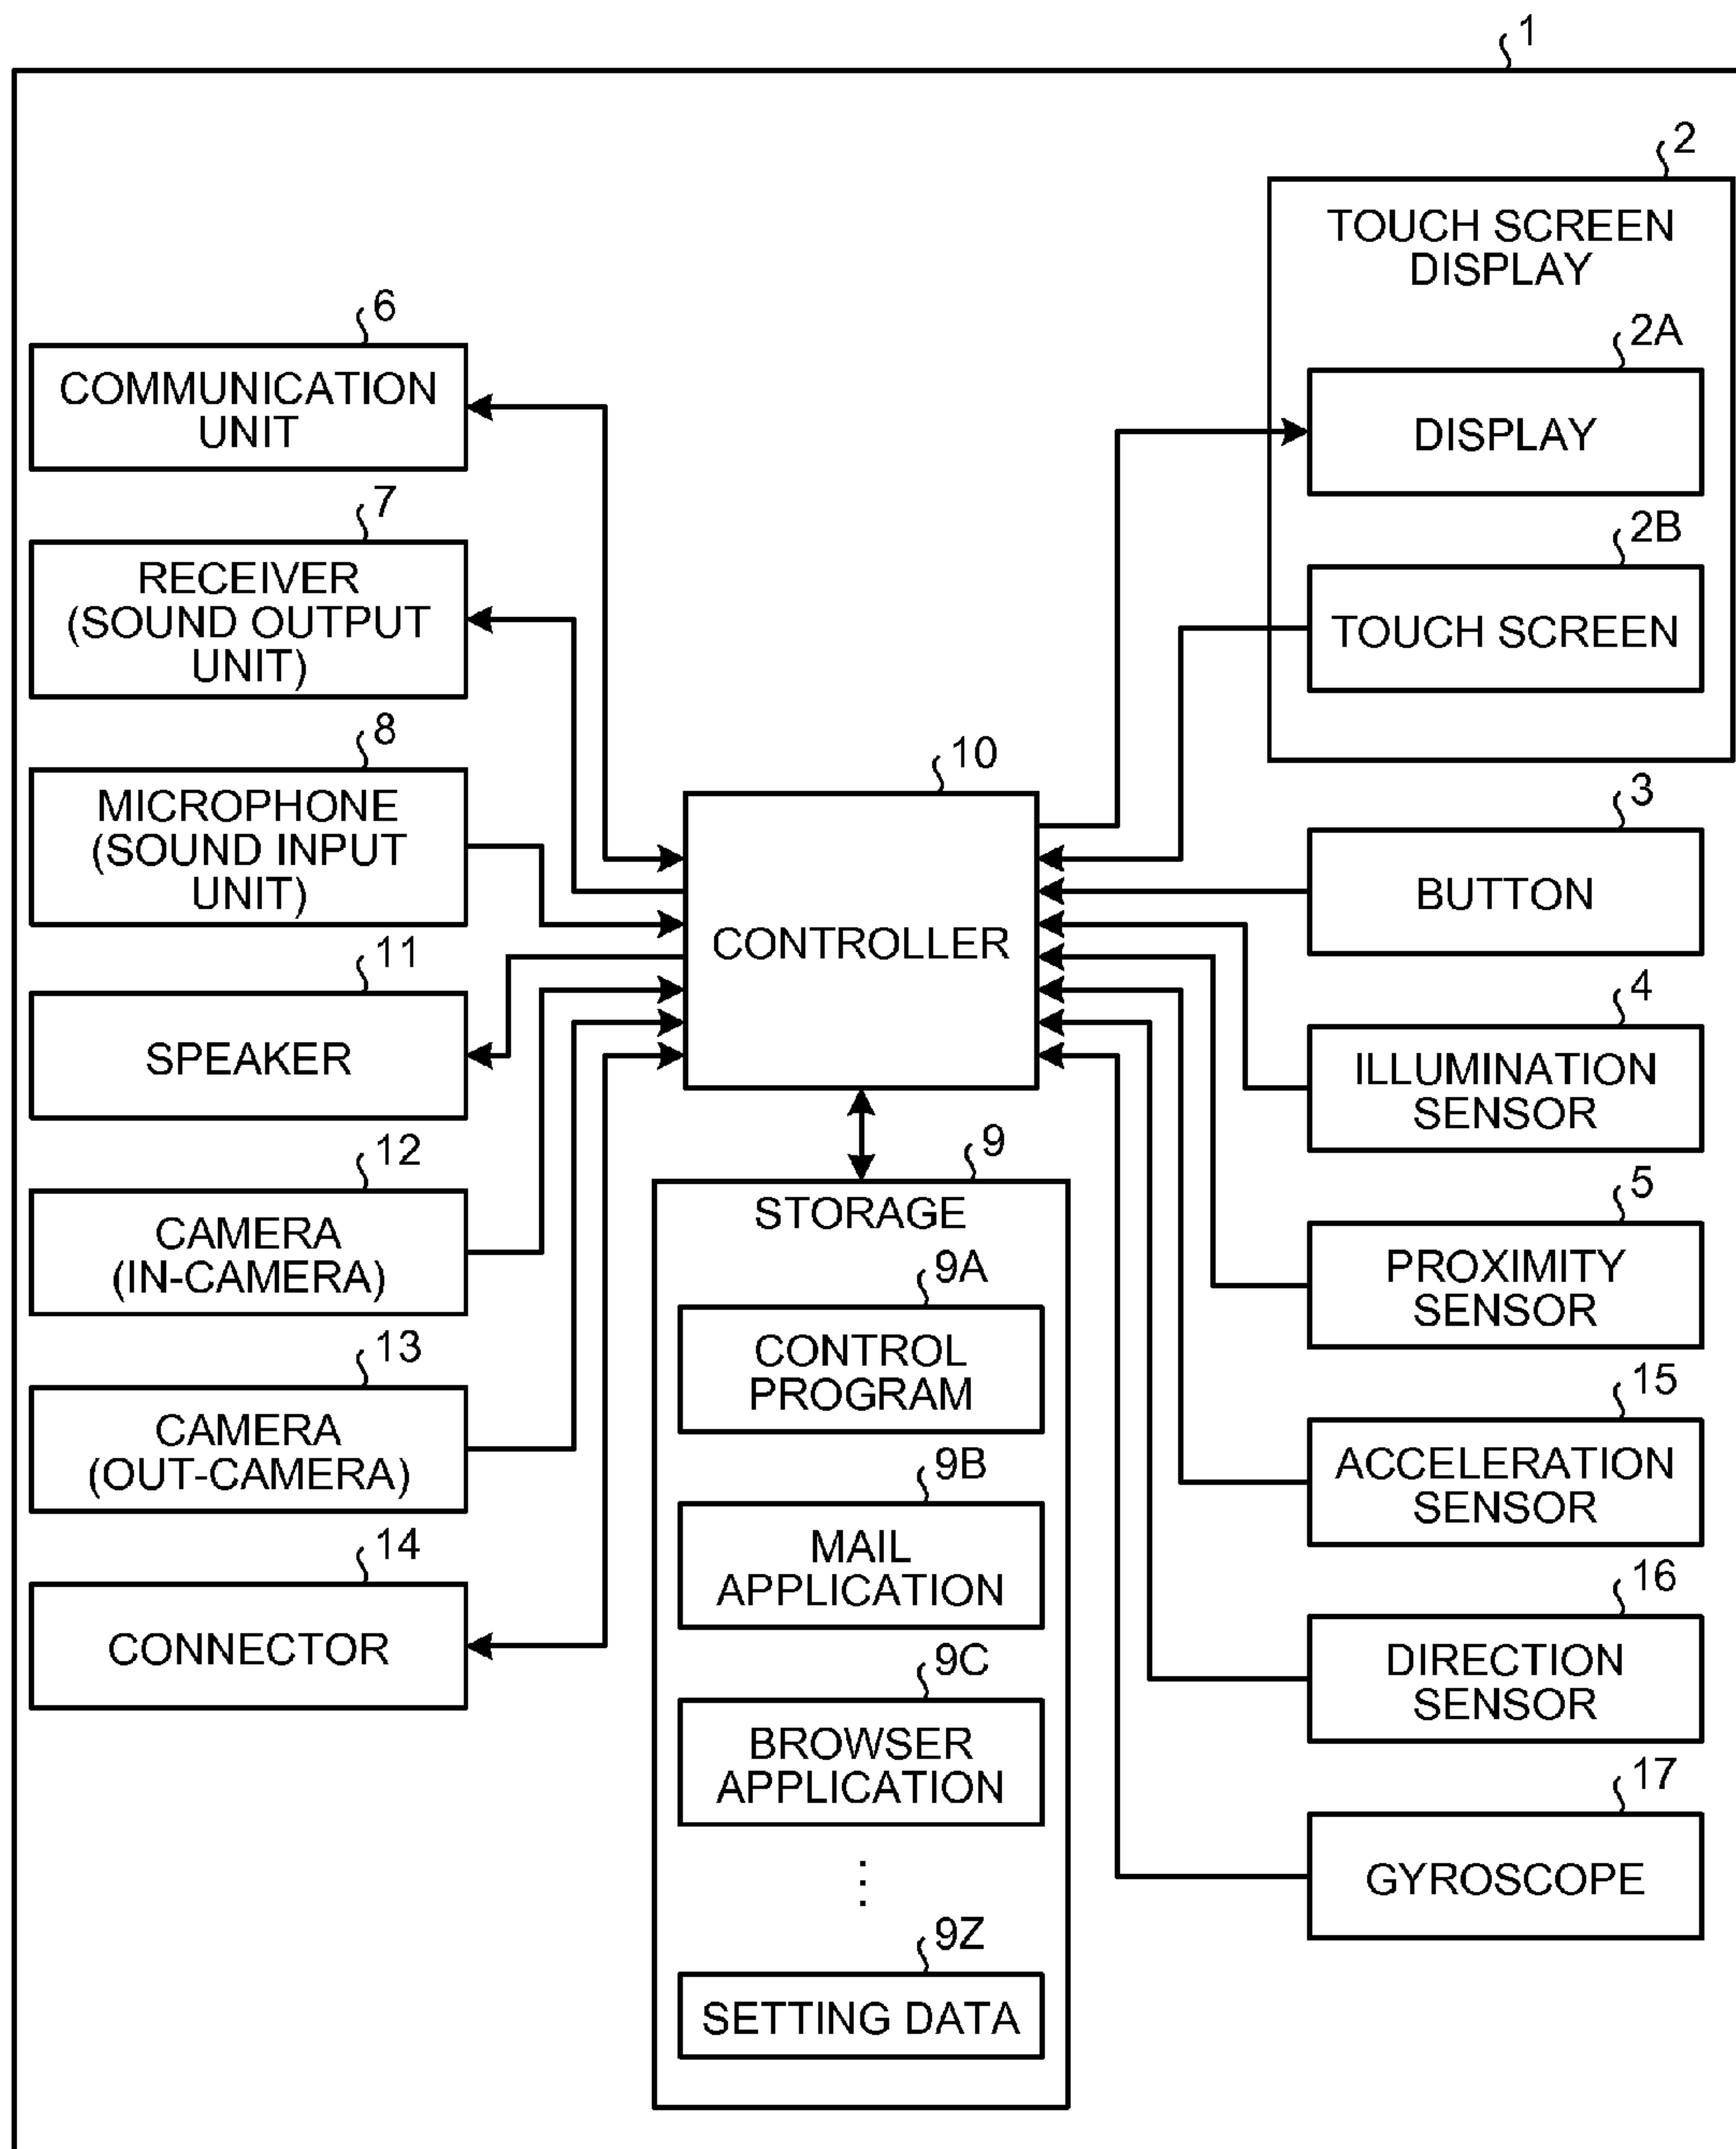 1
2
TOUCH SCREEN
DISPLAY
2A
DISPLAY
2B
TOUCH SCREEN
6
COMMUNICATION
UNIT
7
RECEIVER
(SOUND OUTPUT
UNIT)
8
MICROPHONE
(SOUND INPUT
UNIT)
11
SPEAKER
12
CAMERA
(IN-CAMERA)
13
CAMERA
(OUT-CAMERA)
14
CONNECTOR
10
CONTROLLER
9
STORAGE
9A
CONTROL
PROGRAM
9B
MAIL
APPLICATION
9C
BROWSER
APPLICATION
⋮
9Z
SETTING DATA
3
BUTTON
4
ILLUMINATION
SENSOR
5
PROXIMITY
SENSOR
15
ACCELERATION
SENSOR
16
DIRECTION
SENSOR
17
GYROSCOPE